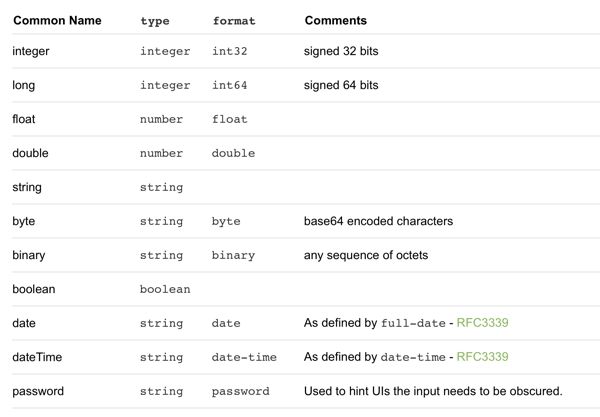 Common Name type format Comments
integer integer int32 signed 32 bits
long integer int64 signed 64 bits
float number float
double number double
string string
byte string byte base64 encoded characters
binary string binary any sequence of octets
boolean boolean
date string date As defined by full-date - RFC3339
dateTime string date-time As defined by date-time - RFC3339
password string password Used to hint UIs the input needs to be obscured.